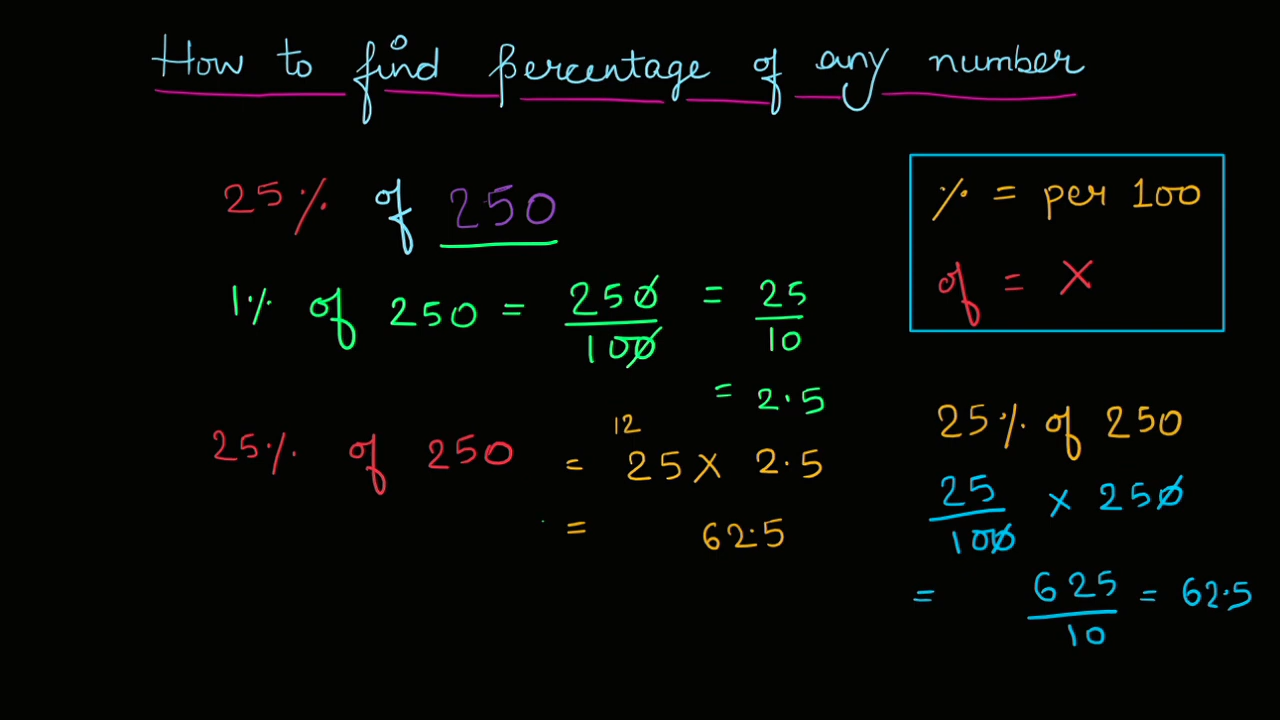 How to find percentage of any number
25% of 250
% = per 100
of = X
1% of 250 = 250/100 = 25/10
= 2.5
12
25% of 250 = 25 X 2.5
= 62.5
25% of 250
25/100 x 250
= 625/10 = 62.5